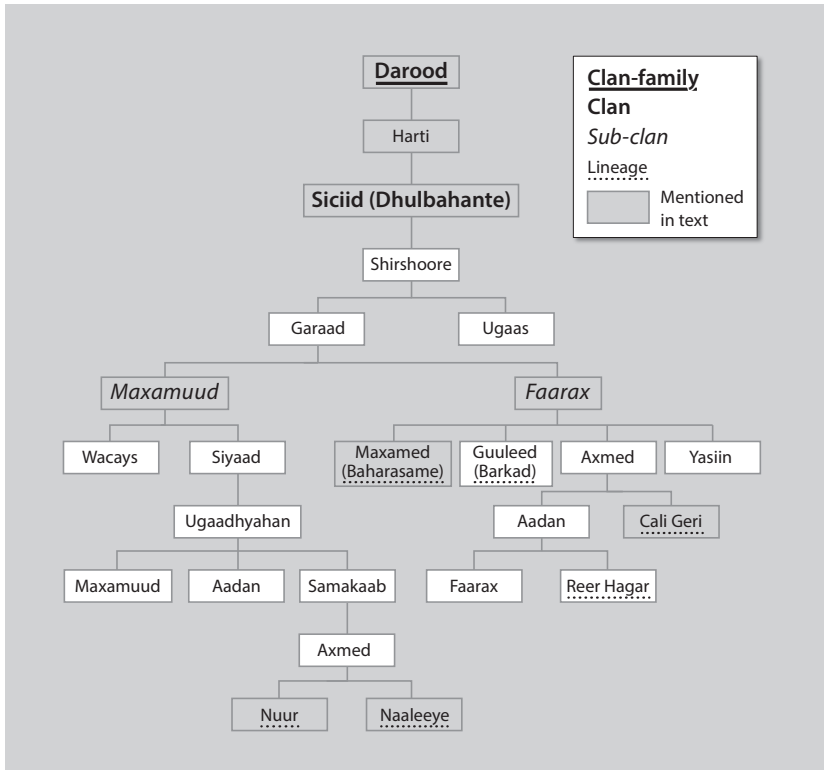 Darood
Harti
Siciid (Dhulbahante)
Shirshoore
Garaad
Ugaas
Maxamuud
Faarax
Wacays
Siyaad
Maxamed
(Baharasame)
Guuleed
(Barkad)
Axmed
Yasiin
Ugaadhyahan
Aadan
Cali Geri
Maxamuud
Aadan
Samakaab
Faarax
Reer Hagar
Axmed
Nuur
Naaleeye
Clan-family
Clan
Sub-clan
Lineage
Mentioned
in text